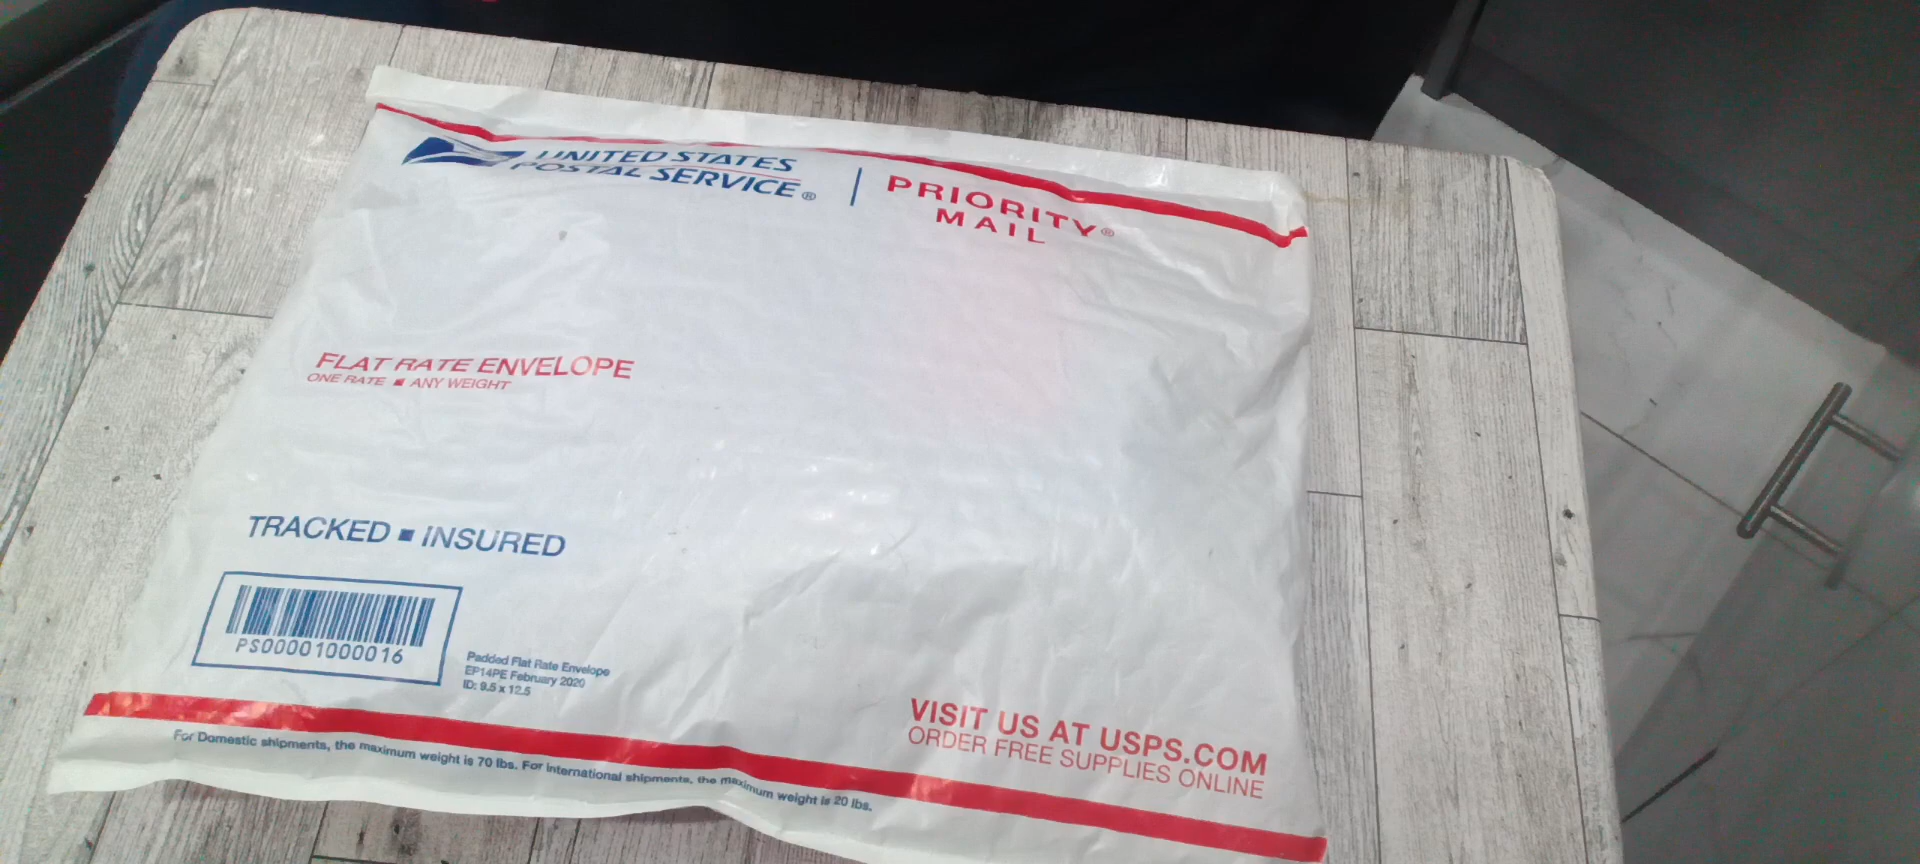 UNITED STATES
POSTAL SERVICE®
PRIORITY®
MAIL
FLAT RATE ENVELOPE
ONE RATE ■ ANY WEIGHT
TRACKED ■ INSURED
PS00001000016
Padded Flat Rate Envelope
EP14PE February 2020
ID: 9.5 x 12.5
VISIT US AT USPS.COM
ORDER FREE SUPPLIES ONLINE
For Domestic shipments, the maximum weight is 70 lbs. For international shipments, the maximum weight is 20 lbs.